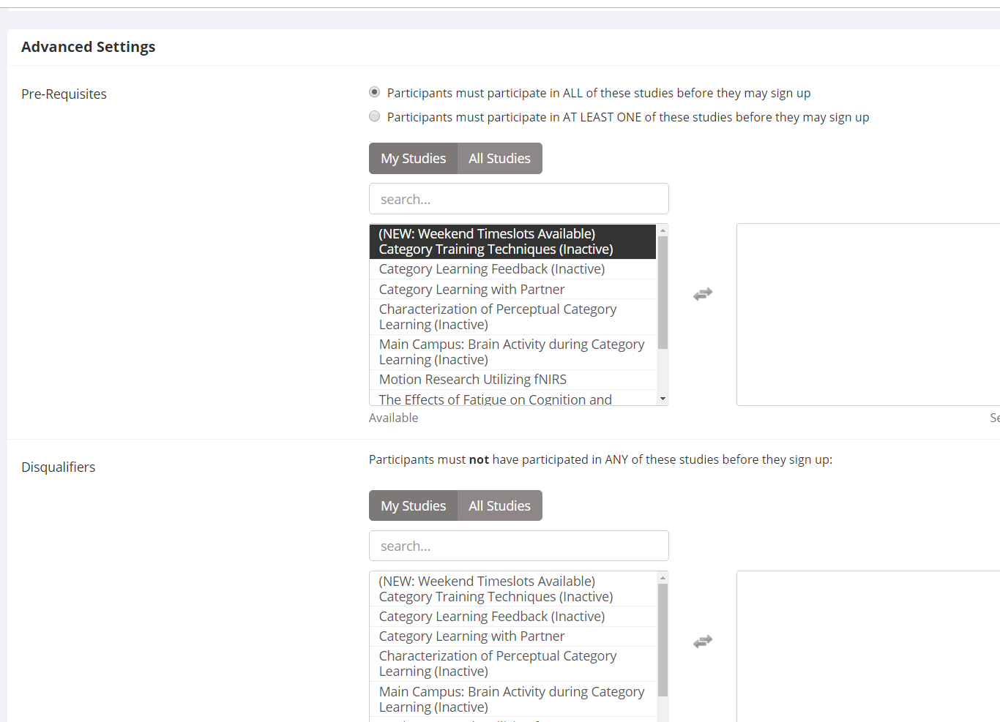 Advanced Settings
Pre-Requisites
Participants must participate in ALL of these studies before they may sign up
Participants must participate in AT LEAST ONE of these studies before they may sign up
My Studies All Studies
search...
(NEW: Weekend Timeslots Available)
Category Training Techniques (Inactive)
Category Learning Feedback (Inactive)
Category Learning with Partner
Characterization of Perceptual Category
Learning (Inactive)
Main Campus: Brain Activity during Category
Learning (Inactive)
Motion Research Utilizing fNIRS
The Effects of Fatigue on Cognition and
Available
Disqualifiers
Participants must not have participated in ANY of these studies before they sign up:
My Studies All Studies
search...
(NEW: Weekend Timeslots Available)
Category Training Techniques (Inactive)
Category Learning Feedback (Inactive)
Category Learning with Partner
Characterization of Perceptual Category
Learning (Inactive)
Main Campus: Brain Activity during Category
Learning (Inactive)